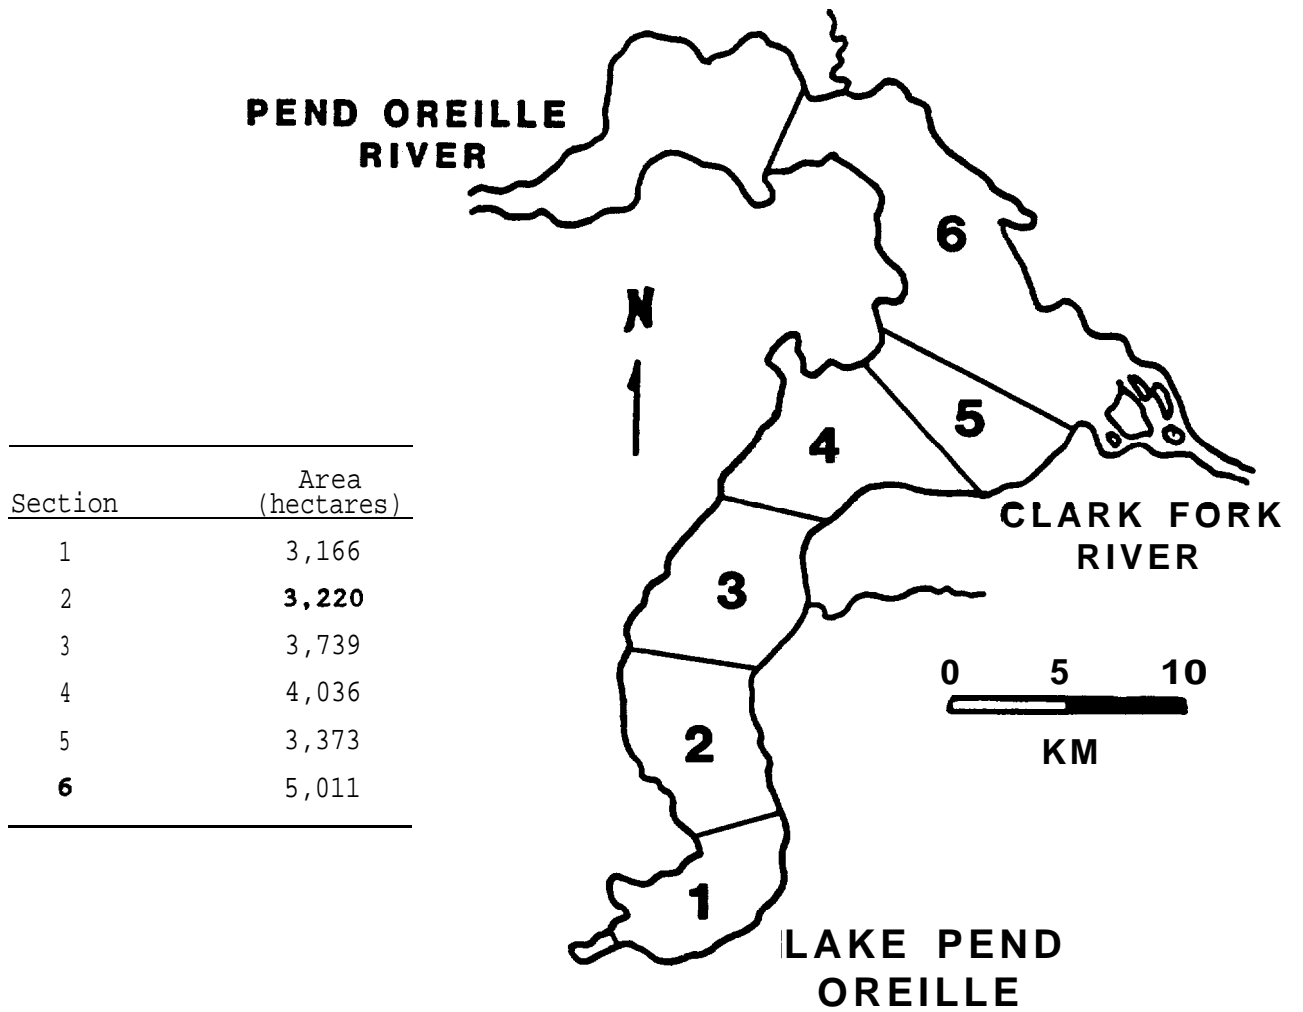 PEND OREILLE
RIVER
6
N
5
4
CLARK FORK
RIVER
3
0 5 10
KM
2
1
LAKE PEND
OREILLE
Section Area
(hectares)
1 3,166
2 3,220
3 3,739
4 4,036
5 3,373
6 5,011